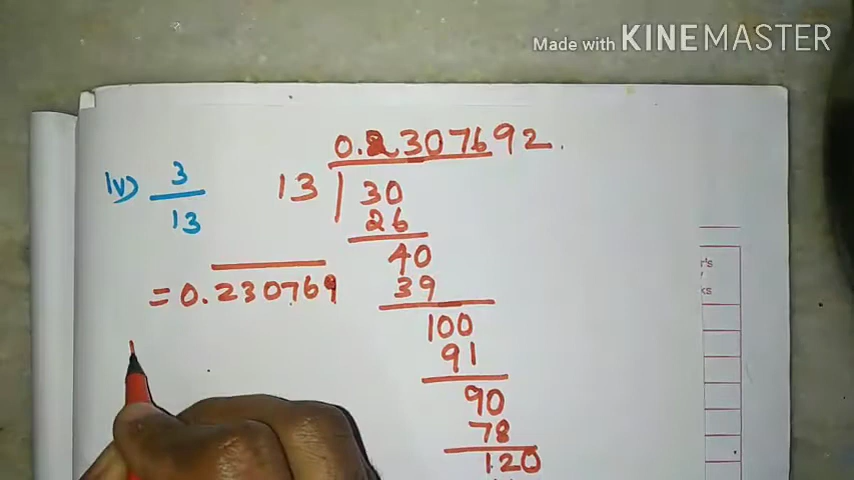 Made with KINEMASTER
0.2307692.
iv) 3/13
13 | 30
26
40
= 0.230769
39
100
91
90
78
120
r's
ks